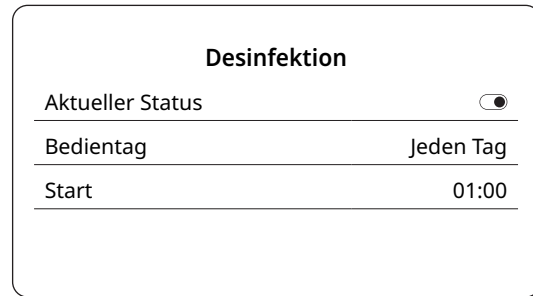 Desinfektion
Aktueller Status
Bedientag Jeden Tag
Start 01:00